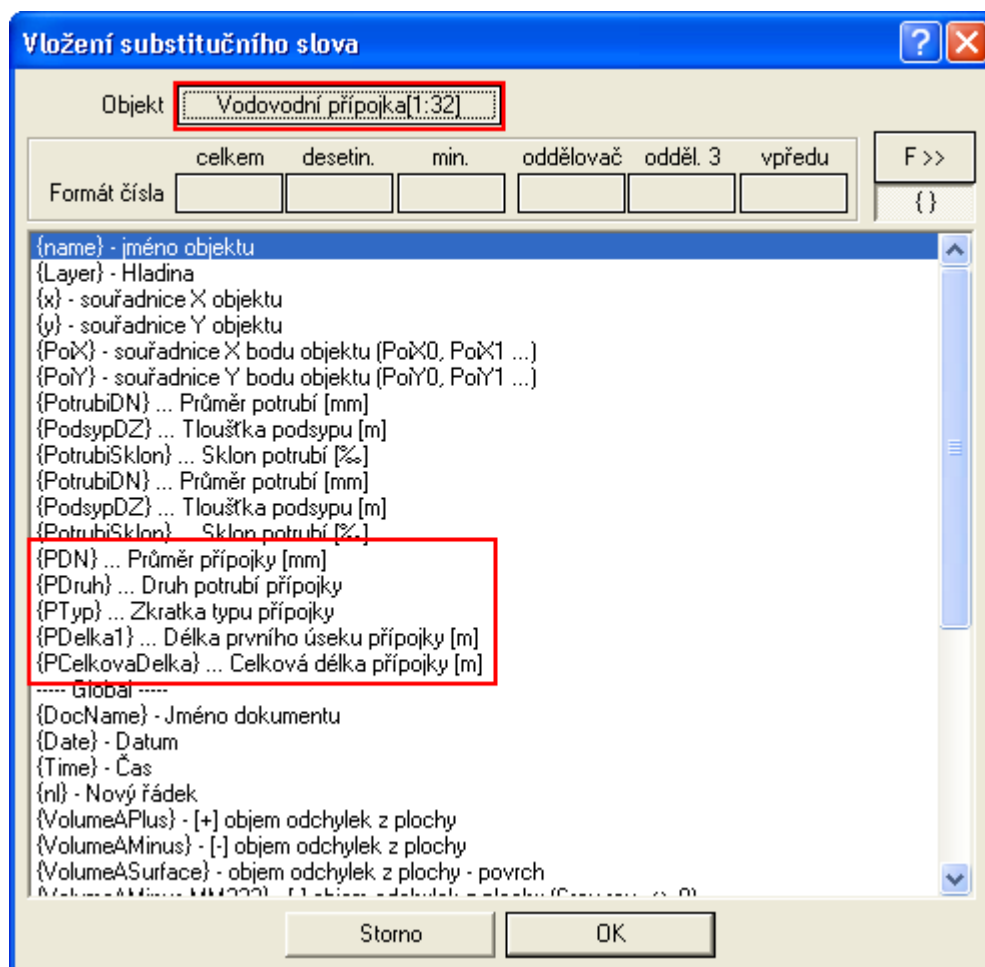 Vložení substitučního slova
Objekt Vodovodní přípojka[1:32]
celkem desetin. min. oddělovač odděl. 3 vpředu F >>
Formát čísla { }
{name} - jméno objektu
{Layer} - Hladina
{x} - souřadnice X objektu
{y} - souřadnice Y objektu
{PoiX} - souřadnice X bodu objektu (PoiX0, PoiX1 ...)
{PoiY} - souřadnice Y bodu objektu (PoiY0, PoiY1 ...)
{PotrubiDN} ... Průměr potrubí [mm]
{PodsypDZ} ... Tloušťka podsypu [m]
{PotrubiSklon} ... Sklon potrubí [‰]
{PotrubiDN} ... Průměr potrubí [mm]
{PodsypDZ} ... Tloušťka podsypu [m]
{PotrubiSklon} ... Sklon potrubí [‰]
{PDN} ... Průměr přípojky [mm]
{PDruh} ... Druh potrubí přípojky
{PTyp} ... Zkratka typu přípojky
{PDelka1} ... Délka prvního úseku přípojky [m]
{PCelkovaDelka} ... Celková délka přípojky [m]
----- Global -----
{DocName} - Jméno dokumentu
{Date} - Datum
{Time} - Čas
{nl} - Nový řádek
{VolumeAPlus} - [+] objem odchylek z plochy
{VolumeAMinus} - [-] objem odchylek z plochy
{VolumeASurface} - objem odchylek z plochy - povrch
Storno OK